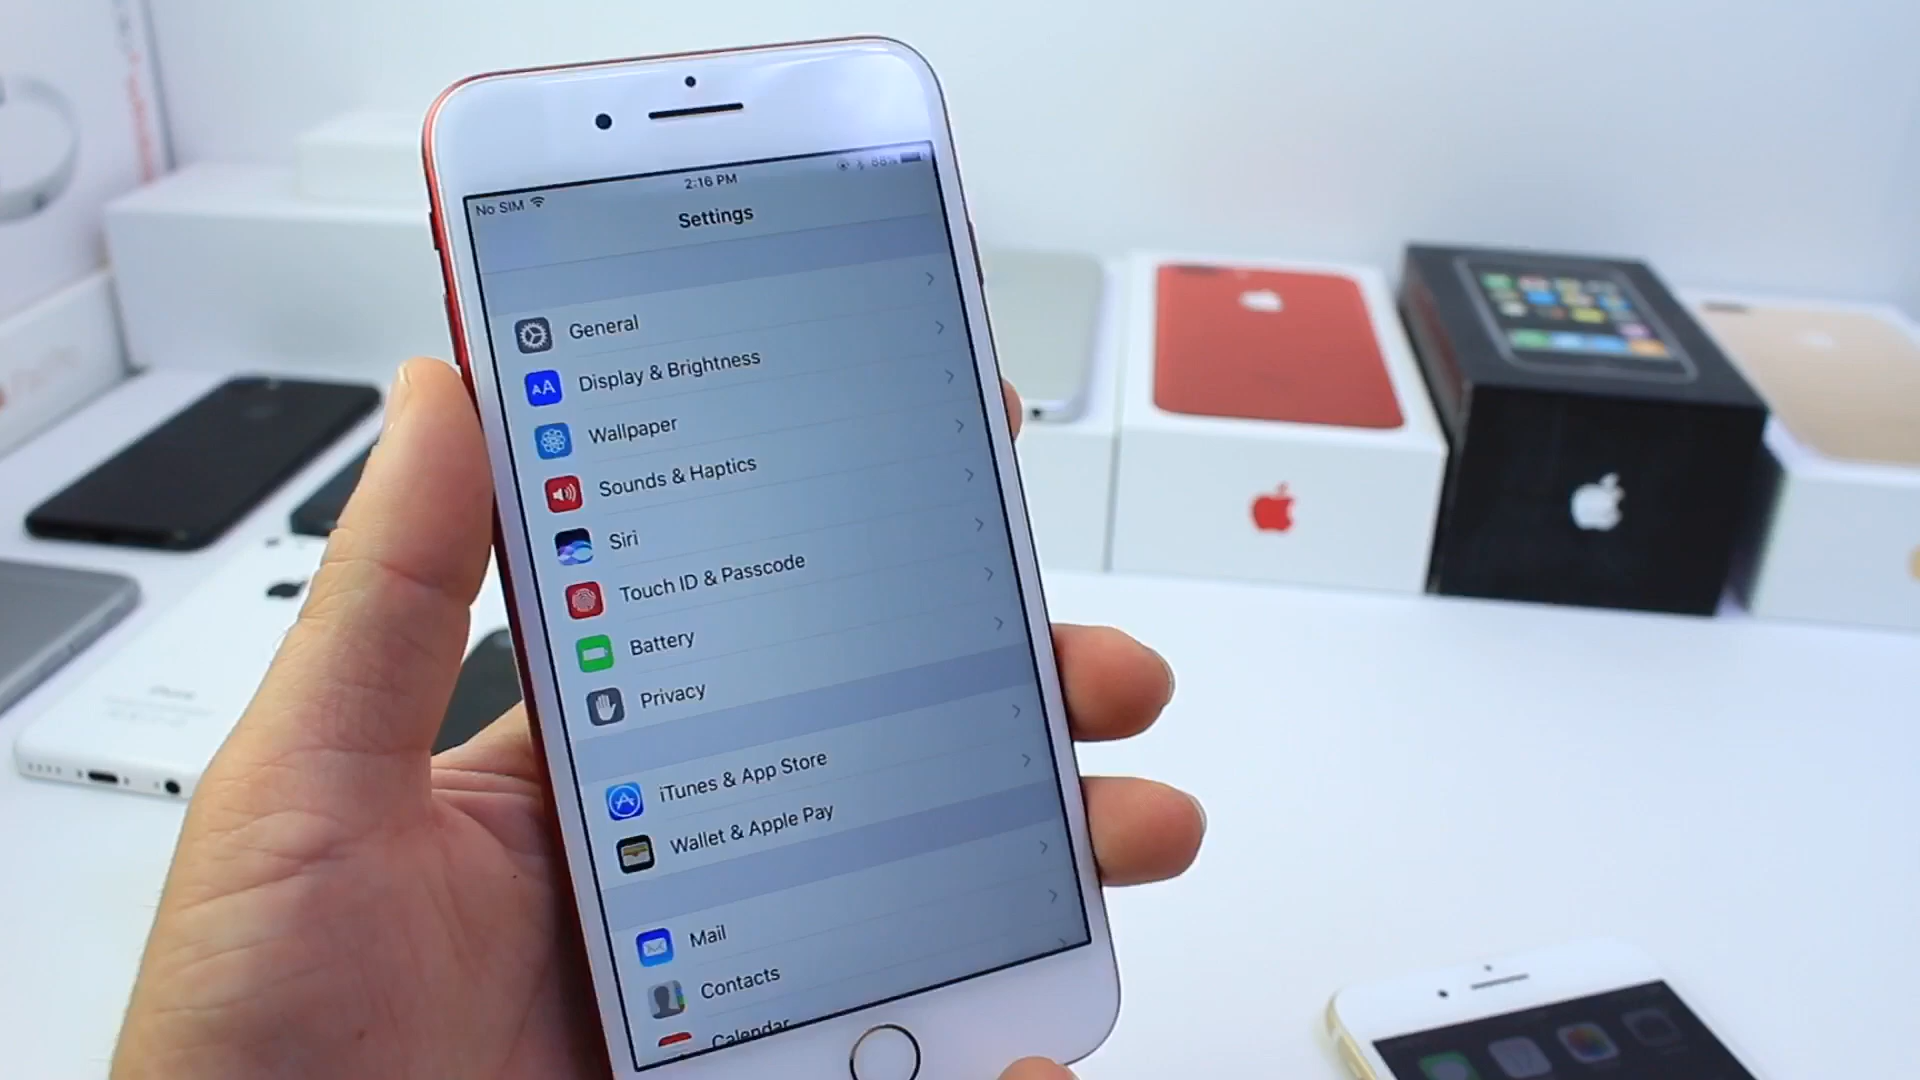 2:16 PM
88%
No SIM
Settings
General
Display & Brightness
Wallpaper
Sounds & Haptics
Siri
Touch ID & Passcode
Battery
Privacy
iTunes & App Store
Wallet & Apple Pay
Mail
Contacts
Calendar